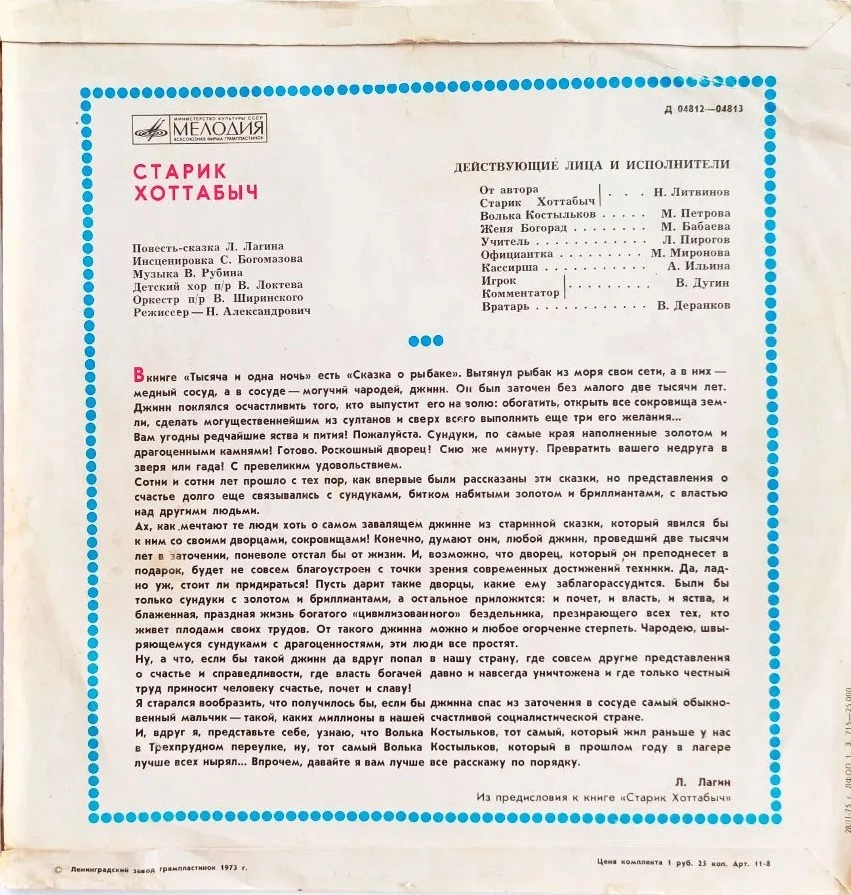 Д 04812—04813
МИНИСТЕРСТВО КУЛЬТУРЫ СССР
МЕЛОДИЯ
ВСЕСОЮЗНАЯ ФИРМА ГРАМПЛАСТИНОК
СТАРИК
ХОТТАБЫЧ
Повесть-сказка Л. Лагина
Инсценировка С. Богомазова
Музыка В. Рубина
Детский хор п/р В. Локтева
Оркестр п/р В. Ширинского
Режиссер — Н. Александрович
ДЕЙСТВУЮЩИЕ ЛИЦА И ИСПОЛНИТЕЛИ
От автора
Старик Хоттабыч . . . Н. Литвинов
Волька Костыльков . . . . . М. Петрова
Женя Богорад . . . . . . . . М. Бабаева
Учитель . . . . . . . . . . . . Л. Пирогов
Официантка . . . . . . . . . М. Миронова
Кассирша . . . . . . . . . . . А. Ильина
Игрок
Комментатор . . . . . . . . . В. Дугин
Вратарь . . . . . . . . . . . . В. Деранков
В книге «Тысяча и одна ночь» есть «Сказка о рыбаке». Вытянул рыбак из моря свои сети, а в них —
медный сосуд, а в сосуде — могучий чародей, джинн. Он был заточен без малого две тысячи лет.
Джинн поклялся осчастливить того, кто выпустит его на волю: обогатить, открыть все сокровища зем-
ли, сделать могущественнейшим из султанов и сверх всего выполнить еще три его желания...
Вам угодны редчайшие яства и пития! Пожалуйста. Сундуки, по самые края наполненные золотом и
драгоценными камнями! Готово. Роскошный дворец! Сию же минуту. Превратить вашего недруга в
зверя или гада! С превеликим удовольствием.
Сотни и сотни лет прошло с тех пор, как впервые были рассказаны эти сказки, но представления о
счастье долго еще связывались с сундуками, битком набитыми золотом и бриллиантами, с властью
над другими людьми.
Ах, как мечтают те люди хоть о самом завалящем джинне из старинной сказки, который явился бы
к ним со своими дворцами, сокровищами! Конечно, думают они, любой джинн, проведший две тысячи
лет в заточении, поневоле отстал бы от жизни. И, возможно, что дворец, который он преподнесет в
подарок, будет не совсем благоустроен с точки зрения современных достижений техники. Да, лад-
но уж, стоит ли придираться! Пусть дарит такие дворцы, какие ему заблагорассудится. Были бы
только сундуки с золотом и бриллиантами, а остальное приложится: и почет, и власть, и яства, и
блаженная, праздная жизнь богатого «цивилизованного» бездельника, презирающего всех тех, кто
живет плодами своих трудов. От такого джинна можно и любое огорчение стерпеть. Чародею, швы-
ряющемуся сундуками с драгоценностями, эти люди все простят.
Ну, а что, если бы такой джинн да вдруг попал в нашу страну, где совсем другие представления
о счастье и справедливости, где власть богачей давно и навсегда уничтожена и где только честный
труд приносит человеку счастье, почет и славу!
Я старался вообразить, что получилось бы, если бы джинна спас из заточения в сосуде самый обыкно-
венный мальчик — такой, каких миллионы в нашей счастливой социалистической стране.
И, вдруг я, представьте себе, узнаю, что Волька Костыльков, тот самый, который жил раньше у нас
в Трехпрудном переулке, ну, тот самый Волька Костыльков, который в прошлом году в лагере
лучше всех нырял... Впрочем, давайте я вам лучше все расскажу по порядку.
Л. Лагин
Из предисловия к книге «Старик Хоттабыч»
© Ленинградский завод грампластинок 1973 г.
Цена комплекта 1 руб. 25 коп. Арт. 11-8